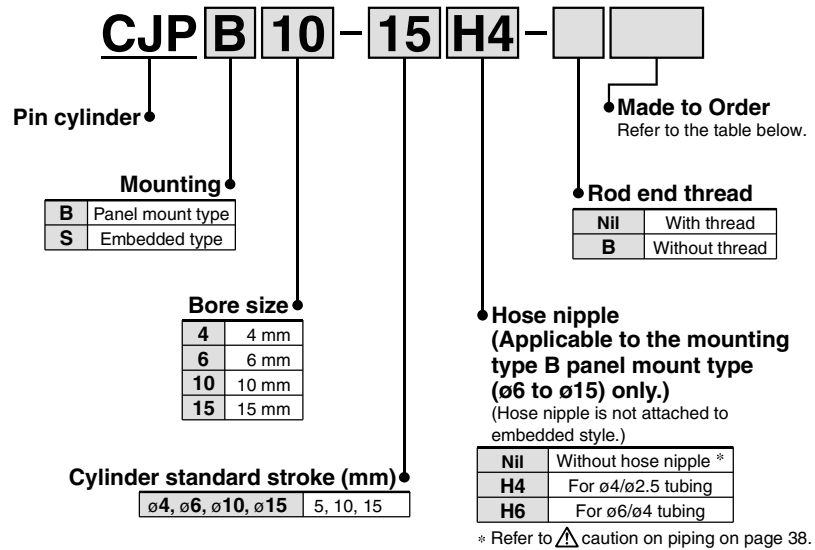 CJP B 10 – 15 H4 –
Pin cylinder
Made to Order
Refer to the table below.
Mounting
B Panel mount type
S Embedded type
Rod end thread
Nil With thread
B Without thread
Bore size
4 4 mm
6 6 mm
10 10 mm
15 15 mm
Hose nipple
(Applicable to the mounting
type B panel mount type
(ø6 to ø15) only.)
(Hose nipple is not attached to
embedded style.)
Nil Without hose nipple *
H4 For ø4/ø2.5 tubing
H6 For ø6/ø4 tubing
* Refer to ⚠ caution on piping on page 38.
Cylinder standard stroke (mm)
ø4, ø6, ø10, ø15 5, 10, 15